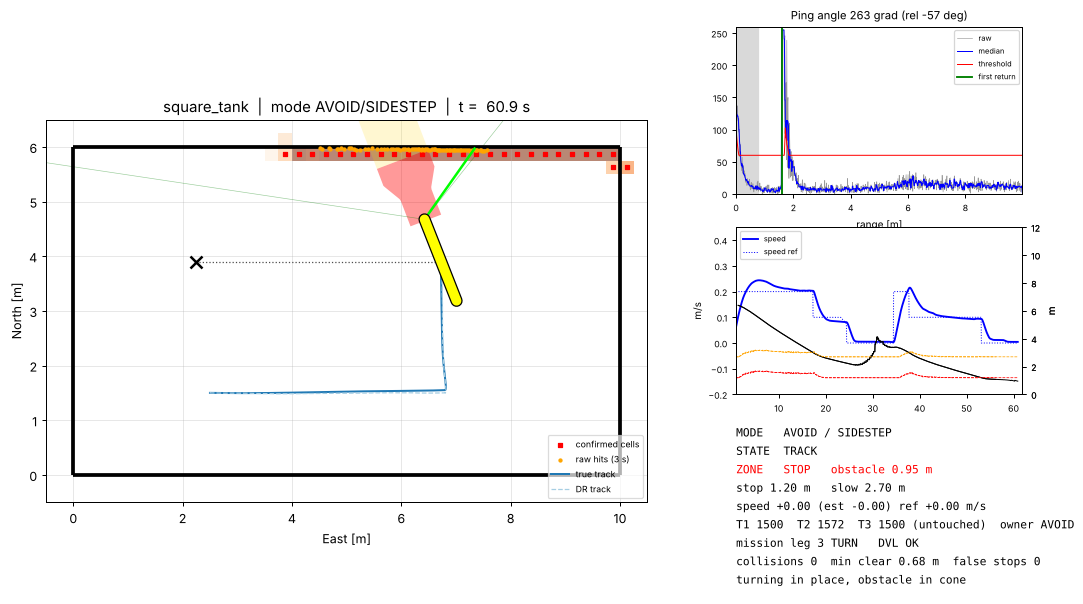 Ping angle 263 grad (rel -57 deg)
250
200
150
100
50
0
raw
median
threshold
first return
0
2
4
6
8
range [m]
square_tank | mode AVOID/SIDESTEP | t = 60.9 s
6
5
4
3
2
1
0
North [m]
0
2
4
6
8
10
East [m]
confirmed cells
raw hits (3 s)
true track
DR track
speed
speed ref
0.4
0.3
0.2
0.1
0.0
−0.1
−0.2
m/s
12
10
8
6
4
2
0
m
10
20
30
40
50
60
MODE AVOID / SIDESTEP
STATE TRACK
ZONE STOP obstacle 0.95 m
stop 1.20 m slow 2.70 m
speed +0.00 (est -0.00) ref +0.00 m/s
T1 1500 T2 1572 T3 1500 (untouched) owner AVOID
mission leg 3 TURN DVL OK
collisions 0 min clear 0.68 m false stops 0
turning in place, obstacle in cone